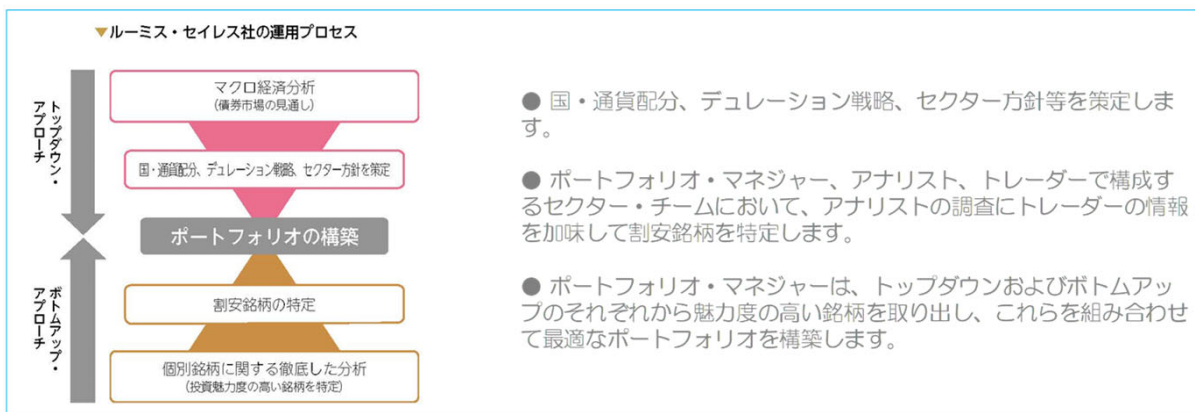 ▼ルーミス・セイレス社の運用プロセス
トップダウン・
アプローチ
マクロ経済分析
(債券市場の見通し)
国・通貨配分、デュレーション戦略、セクター方針を策定
ポートフォリオの構築
ボトムアップ・
アプローチ
割安銘柄の特定
個別銘柄に関する徹底した分析
(投資魅力度の高い銘柄を特定)
● 国・通貨配分、デュレーション戦略、セクター方針等を策定しま
す。
● ポートフォリオ・マネジャー、アナリスト、トレーダーで構成す
るセクター・チームにおいて、アナリストの調査にトレーダーの情報
を加味して割安銘柄を特定します。
● ポートフォリオ・マネジャーは、トップダウンおよびボトムアッ
プのそれぞれから魅力度の高い銘柄を取り出し、これらを組み合わせ
て最適なポートフォリオを構築します。